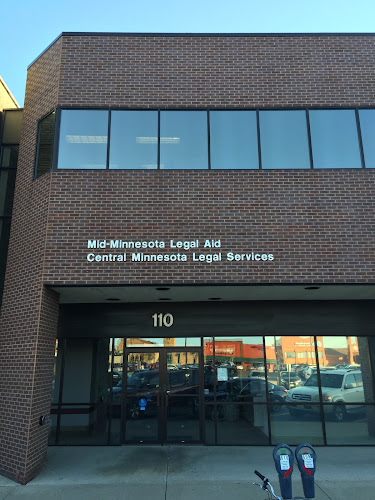 Mid-Minnesota Legal Aid
Central Minnesota Legal Services
110